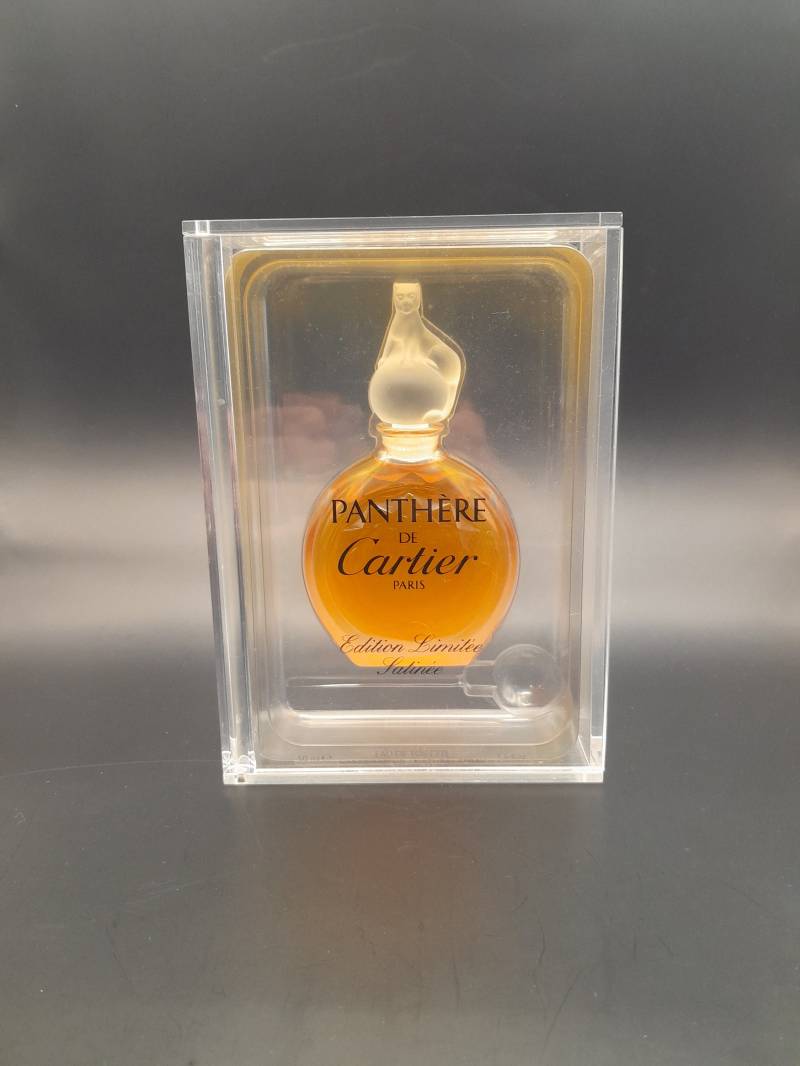 PANTHÈRE
DE
Cartier
PARIS
Edition Limitée
Satinée